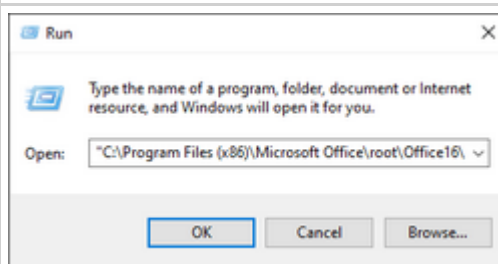 Run
Type the name of a program, folder, document or Internet
resource, and Windows will open it for you.
Open: "C:\Program Files (x86)\Microsoft Office\root\Office16\
OK Cancel Browse...